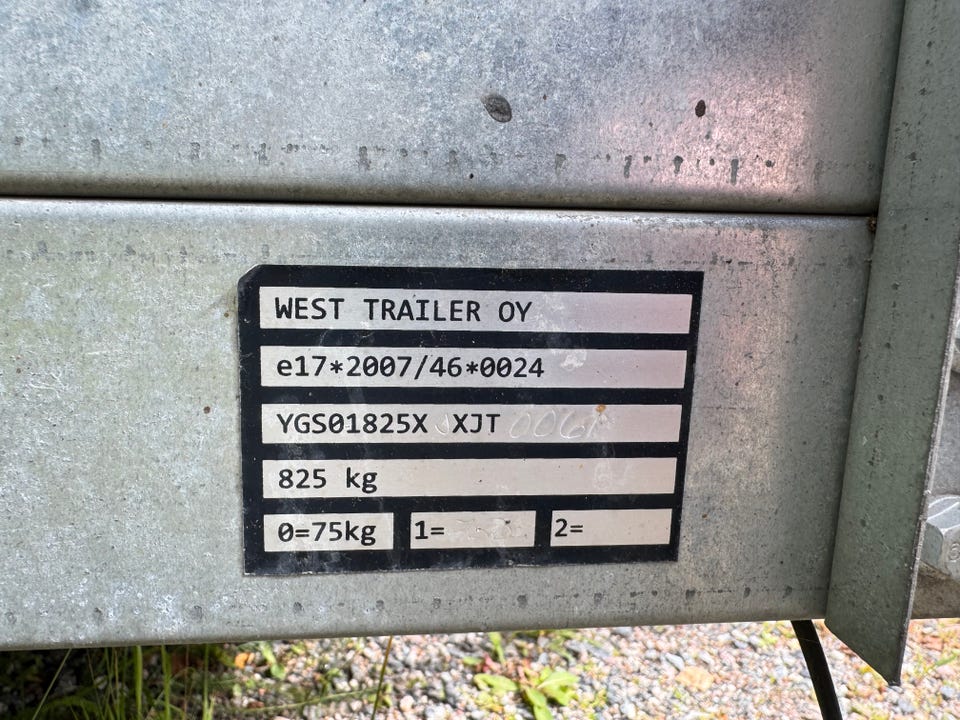 WEST TRAILER OY
e17*2007/46*0024
YGS01825X XJT
825 kg
0=75kg 1= 2=